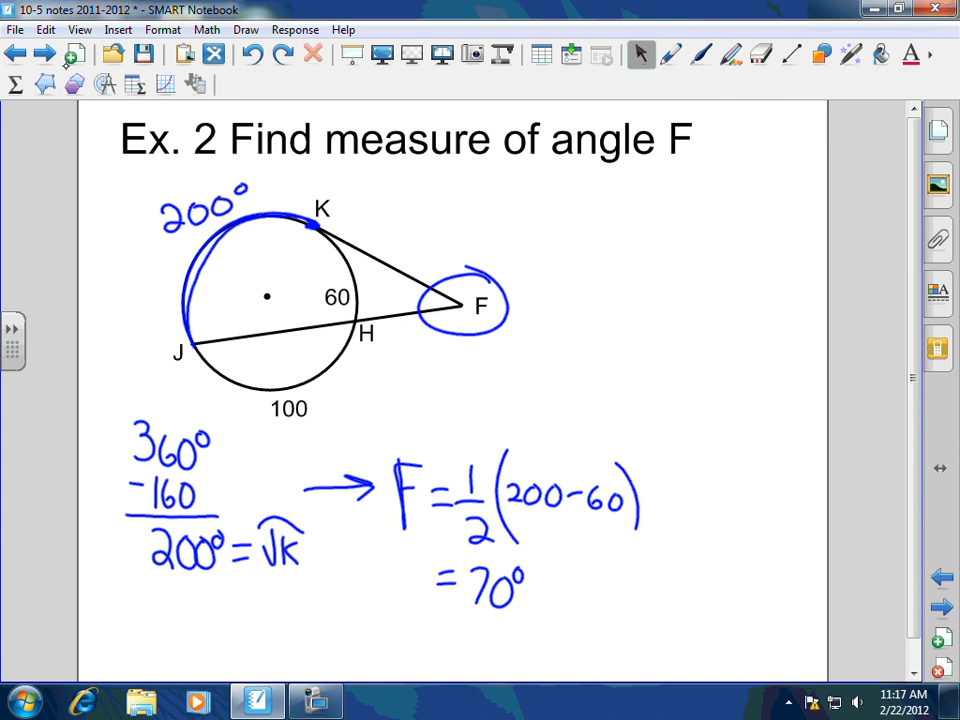 10-5 notes 2011-2012 * - SMART Notebook
File Edit View Insert Format Math Draw Response Help
Ex. 2 Find measure of angle F
200°
K
60
F
H
J
100
360°
-160
200° = JK
F = 1/2 (200-60)
= 70°
11:17 AM
2/22/2012